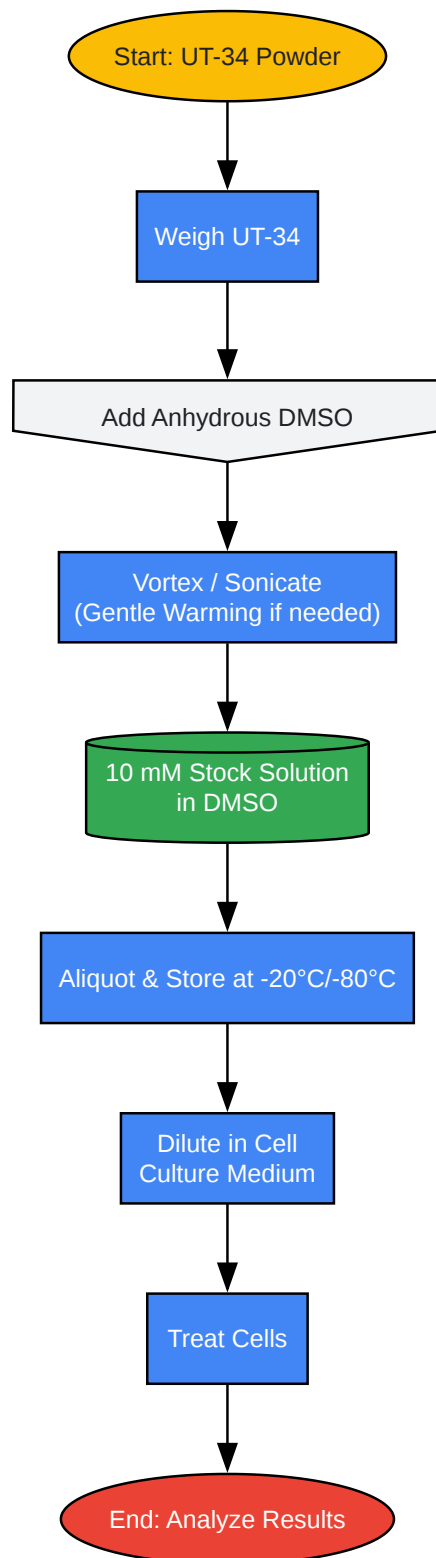 Start: UT-34 Powder
Weigh UT-34
Add Anhydrous DMSO
Vortex / Sonicate
(Gentle Warming if needed)
10 mM Stock Solution
in DMSO
Aliquot & Store at -20°C/-80°C
Dilute in Cell
Culture Medium
Treat Cells
End: Analyze Results